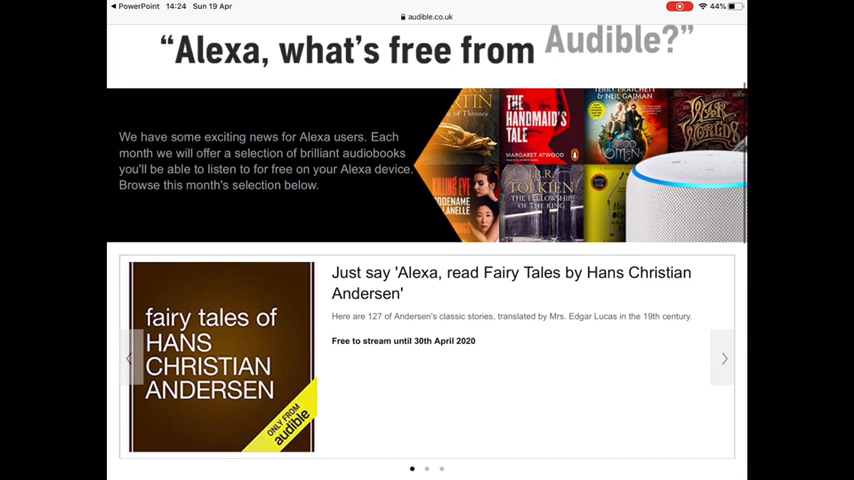 PowerPoint 14:24 Sun 19 Apr 44%
audible.co.uk
“Alexa, what's free from Audible?”
We have some exciting news for Alexa users. Each
month we will offer a selection of brilliant audiobooks
you'll be able to listen to for free on your Alexa device.
Browse this month's selection below.
TERRY PRATCHETT
& NEIL GAIMAN
THE
HANDMAID'S
TALE
MARGARET ATWOOD
WAR
WORLDS
KILLING EVE
CODENAME
J.R.R.
TOLKIEN
THE FELLOWSHIP
OF THE RING
Just say 'Alexa, read Fairy Tales by Hans Christian
Andersen'
Here are 127 of Andersen's classic stories, translated by Mrs. Edgar Lucas in the 19th century.
Free to stream until 30th April 2020
fairy tales of
HANS
CHRISTIAN
ANDERSEN
ONLY FROM
audible